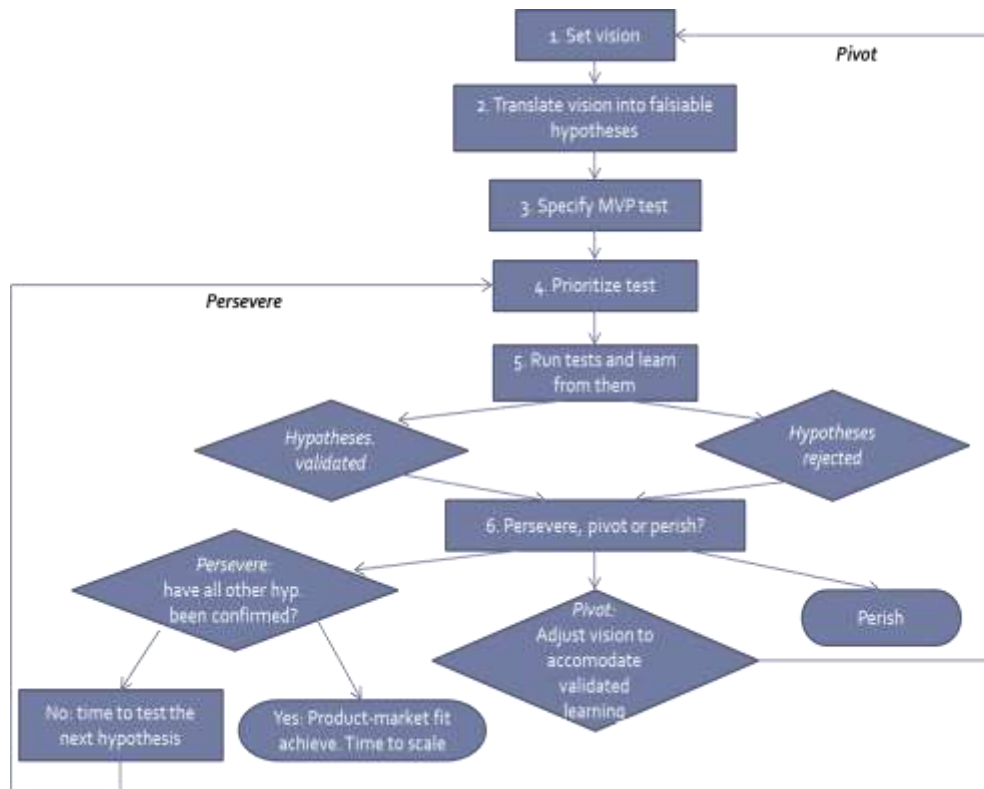 1. Set vision
Pivot
2. Translate vision into falsiable
hypotheses
3. Specify MVP test
4. Prioritize test
Persevere
5. Run tests and learn
from them
Hypotheses.
validated
Hypotheses
rejected
6. Persevere, pivot or perish?
Persevere:
have all other hyp.
been confirmed?
Pivot:
Adjust vision to
accomodate
validated
learning
Perish
No: time to test the
next hypothesis
Yes: Product-market fit
achieve. Time to scale